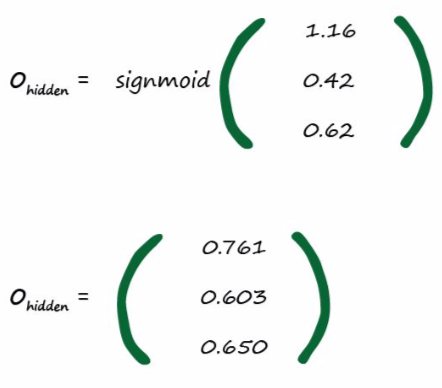 1.16
O hidden = signmoid 0.42
0.62
0.761
O hidden = 0.603
0.650